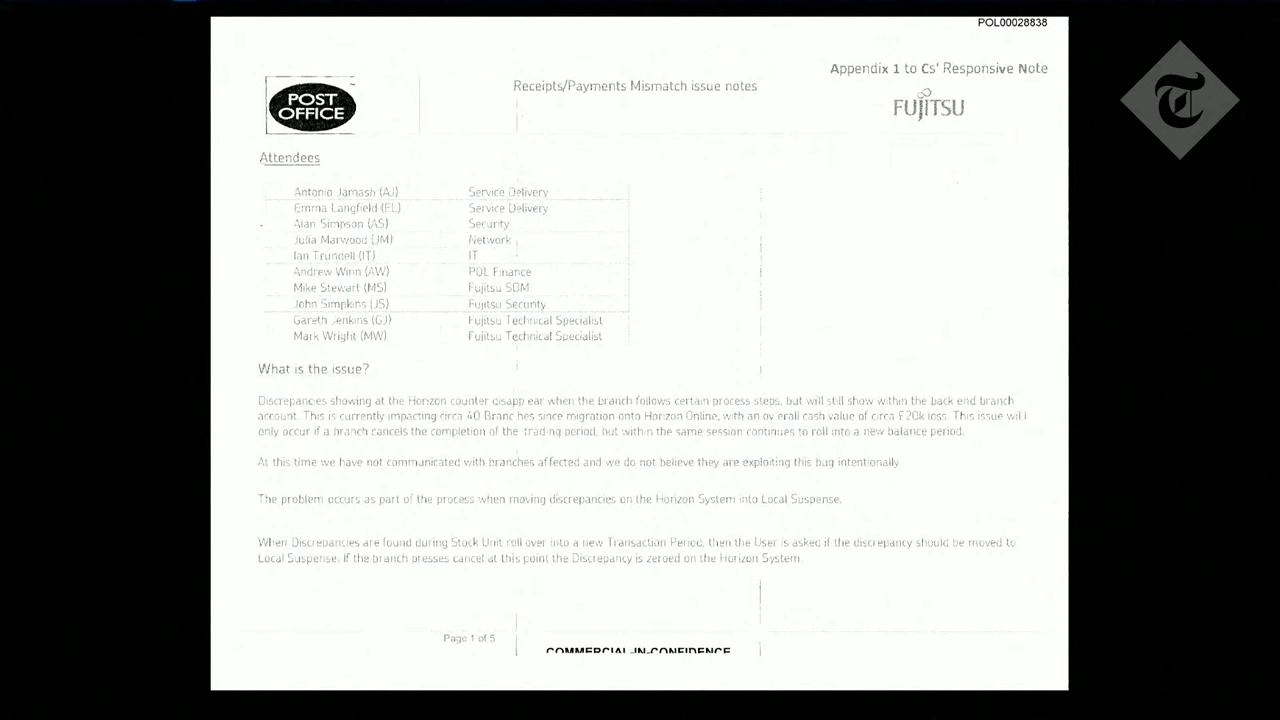 POL00028838
Appendix 1 to Cs' Responsive Note
POST
OFFICE
Receipts/Payments Mismatch issue notes
FUJITSU
T
Attendees
Antonio Jamasb (AJ) Service Delivery
Emma Langfield (EL) Service Delivery
Alan Simpson (AS) Security
Julia Marwood (JM) Network
Ian Trundell (IT) IT
Andrew Winn (AW) POL Finance
Mike Stewart (MS) Fujitsu SDM
John Simpkins (JS) Fujitsu Security
Gareth Jenkins (GJ) Fujitsu Technical Specialist
Mark Wright (MW) Fujitsu Technical Specialist
What is the issue?
Discrepancies showing at the Horizon counter disapp ear when the branch follows certain process steps, but will still show within the back end branch
account. This is currently impacting circa 40 Branc hes since migration onto Horizon Online, with an ov erall cash value of circa £20k loss. This issue will
only occur if a branch cancels the completion of the trading period, but within the same session continues to roll into a new balance period.
At this time we have not communicated with branches affected and we do not believe they are exploiting this bug intentionally
The problem occurs as part of the process when moving discrepancies on the Horizon System into Local Suspense.
When Discrepancies are found during Stock Unit roll over into a new Transaction Period, then the User is asked if the discrepancy should be moved to
Local Suspense. If the branch presses cancel at this point the Discrepancy is zeroed on the Horizon System.
Page 1 of 5
COMMERCIAL-IN-CONFIDENCE